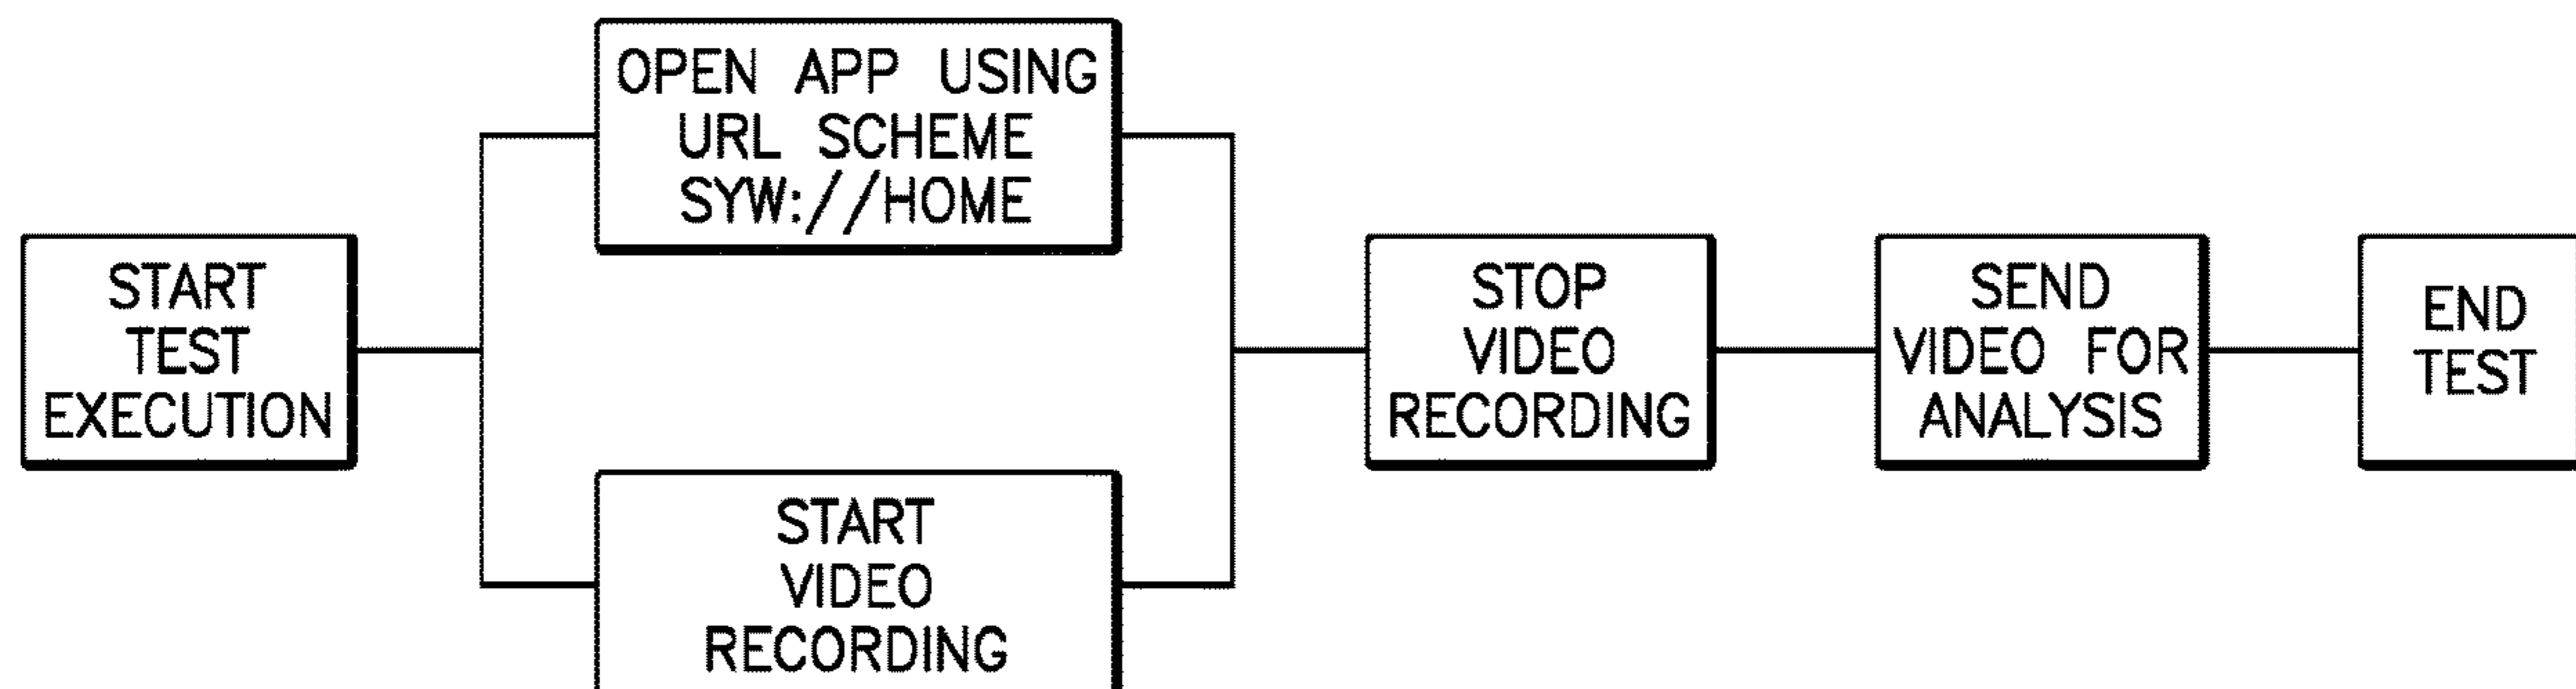 START
TEST
EXECUTION
OPEN APP USING
URL SCHEME
SYW://HOME
START
VIDEO
RECORDING
STOP
VIDEO
RECORDING
SEND
VIDEO FOR
ANALYSIS
END
TEST